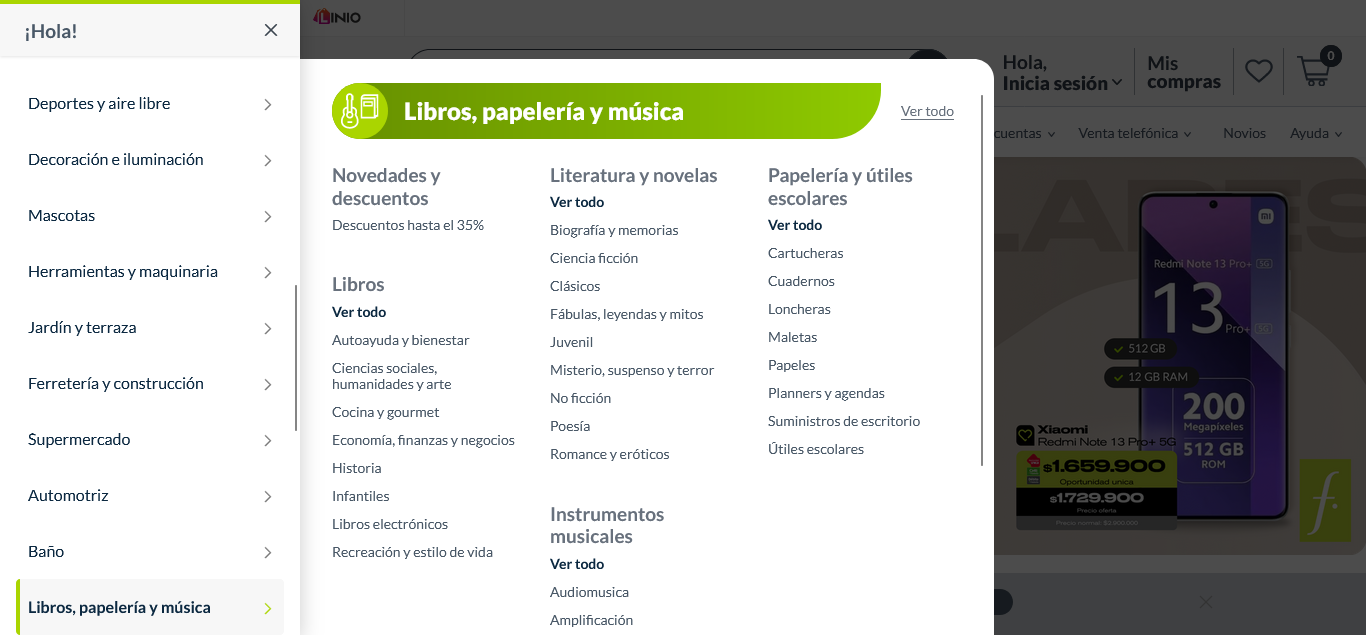 ¡Hola!
Deportes y aire libre
Decoración e iluminación
Mascotas
Herramientas y maquinaria
Jardín y terraza
Ferretería y construcción
Supermercado
Automotriz
Baño
Libros, papelería y música
LINIO
Libros, papelería y música
Ver todo
Novedades y
descuentos
Descuentos hasta el 35%
Libros
Ver todo
Autoayuda y bienestar
Ciencias sociales,
humanidades y arte
Cocina y gourmet
Economía, finanzas y negocios
Historia
Infantiles
Libros electrónicos
Recreación y estilo de vida
Literatura y novelas
Ver todo
Biografía y memorias
Ciencia ficción
Clásicos
Fábulas, leyendas y mitos
Juvenil
Misterio, suspenso y terror
No ficción
Poesía
Romance y eróticos
Instrumentos
musicales
Ver todo
Audiomusica
Amplificación
Papelería y útiles
escolares
Ver todo
Cartucheras
Cuadernos
Loncheras
Maletas
Papeles
Planners y agendas
Suministros de escritorio
Útiles escolares
Hola,
Inicia sesión
Mis
compras
0
cuentas
Venta telefónica
Novios
Ayuda
Redmi Note 13 Pro+ 5G
13 Pro+ 5G
512 GB
12 GB RAM
200
Megapíxeles
512 GB
ROM
Xiaomi
Redmi Note 13 Pro+ 5G
$1.659.900
Oportunidad unica
$1.729.900
Precio oferta
f.